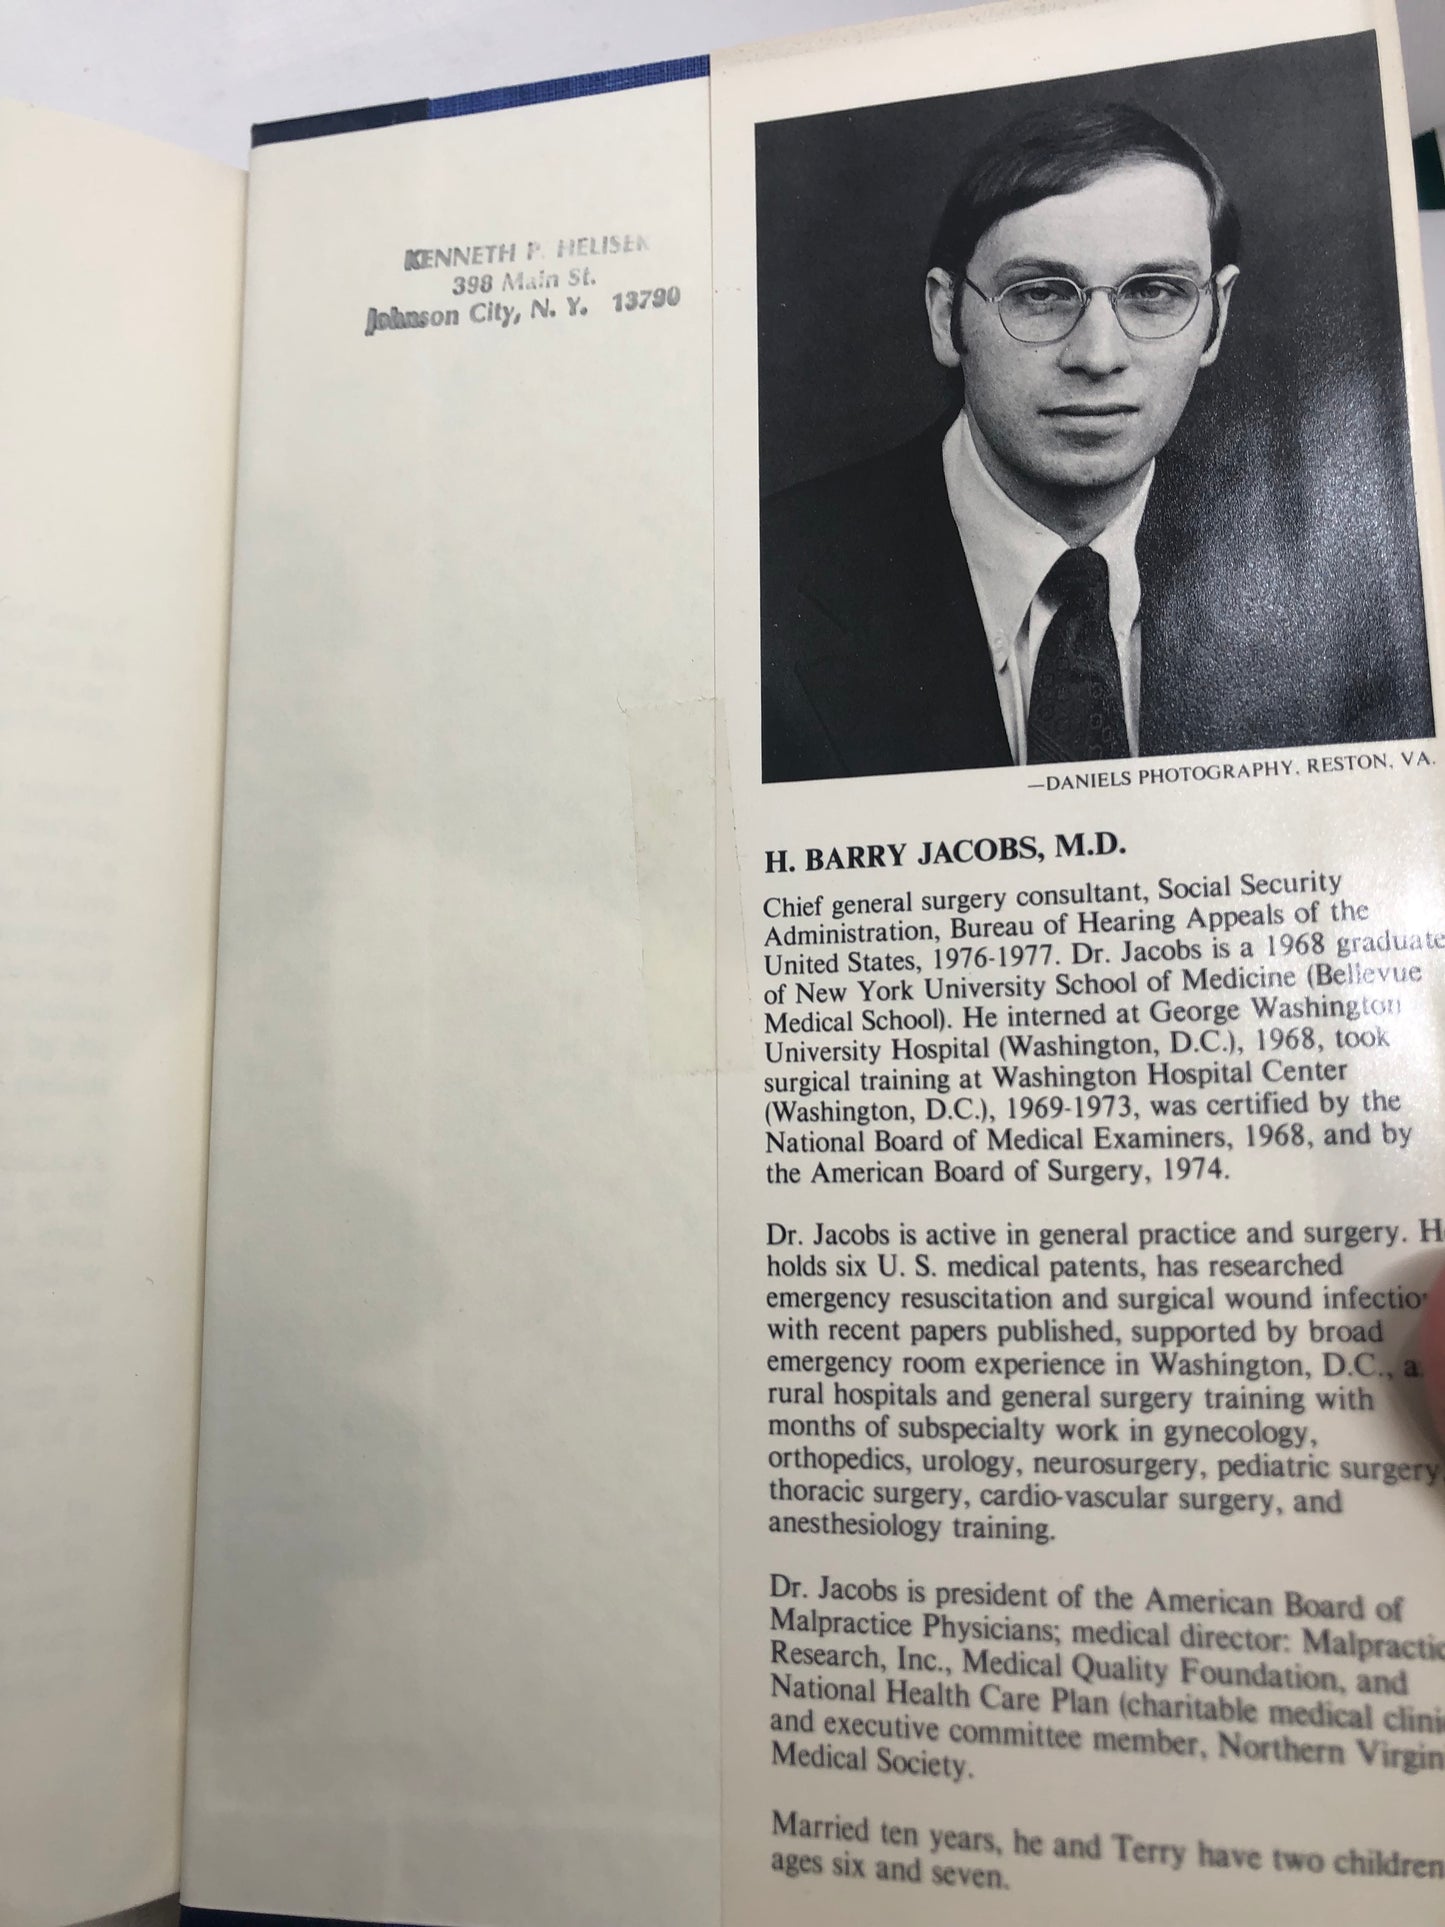 KENNETH P. HELISEK
398 Main St.
Johnson City, N. Y. 13790
—DANIELS PHOTOGRAPHY, RESTON, VA.
H. BARRY JACOBS, M.D.
Chief general surgery consultant, Social Security
Administration, Bureau of Hearing Appeals of the
United States, 1976-1977. Dr. Jacobs is a 1968 graduate
of New York University School of Medicine (Bellevue
Medical School). He interned at George Washington
University Hospital (Washington, D.C.), 1968, took
surgical training at Washington Hospital Center
(Washington, D.C.), 1969-1973, was certified by the
National Board of Medical Examiners, 1968, and by
the American Board of Surgery, 1974.
Dr. Jacobs is active in general practice and surgery. H
holds six U. S. medical patents, has researched
emergency resuscitation and surgical wound infectio
with recent papers published, supported by broad
emergency room experience in Washington, D.C., a
rural hospitals and general surgery training with
months of subspecialty work in gynecology,
orthopedics, urology, neurosurgery, pediatric surgery
thoracic surgery, cardio-vascular surgery, and
anesthesiology training.
Dr. Jacobs is president of the American Board of
Malpractice Physicians; medical director: Malpractic
Research, Inc., Medical Quality Foundation, and
National Health Care Plan (charitable medical clini
and executive committee member, Northern Virgin
Medical Society.
Married ten years, he and Terry have two children
ages six and seven.